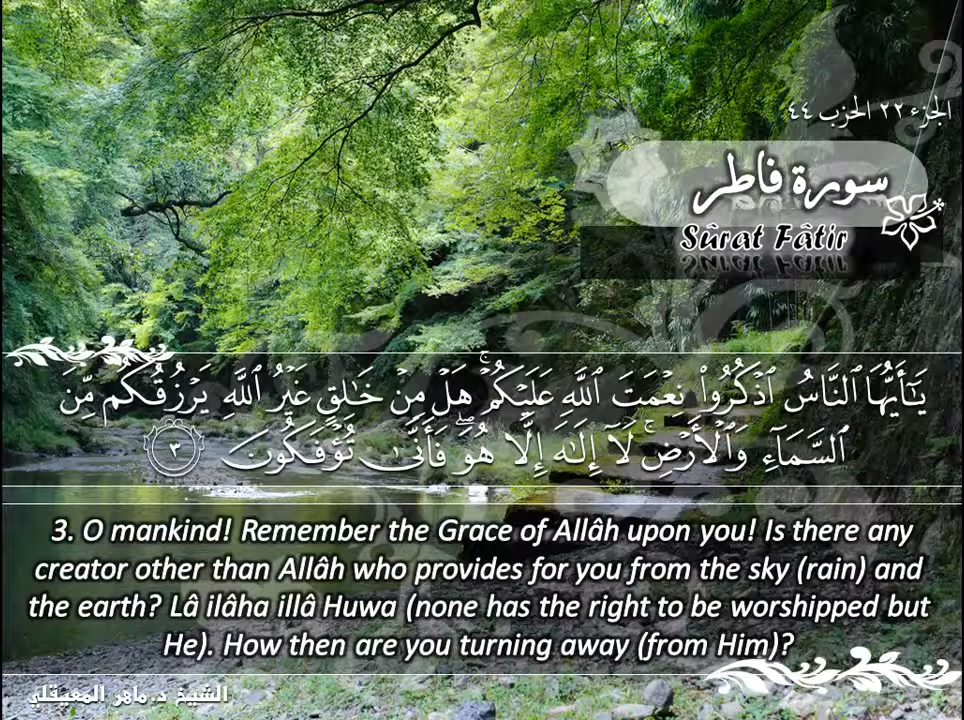 الجزء ٢٢ الحزب ٤٤
سورة فاطر
Sûrat Fâtir
يَـٰٓأَيُّهَا ٱلنَّاسُ ٱذْكُرُوا۟ نِعْمَتَ ٱللَّهِ عَلَيْكُمْ ۚ هَلْ مِنْ خَـٰلِقٍ غَيْرُ ٱللَّهِ يَرْزُقُكُم مِّنَ
ٱلسَّمَآءِ وَٱلْأَرْضِ ۚ لَآ إِلَـٰهَ إِلَّا هُوَ ۖ فَأَنَّىٰ تُؤْفَكُونَ ٣
3. O mankind! Remember the Grace of Allâh upon you! Is there any
creator other than Allâh who provides for you from the sky (rain) and
the earth? Lâ ilâha illâ Huwa (none has the right to be worshipped but
He). How then are you turning away (from Him)?
الشيخ د. ماهر المعيقلي